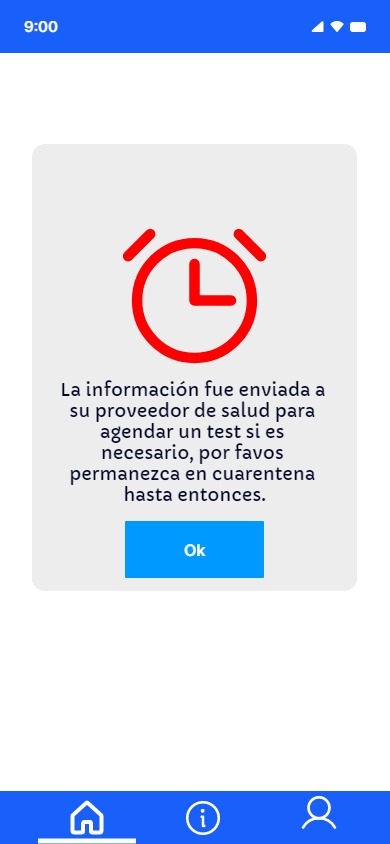 9:00
La información fue enviada a
su proveedor de salud para
agendar un test si es
necesario, por favos
permanezca en cuarentena
hasta entonces.
Ok